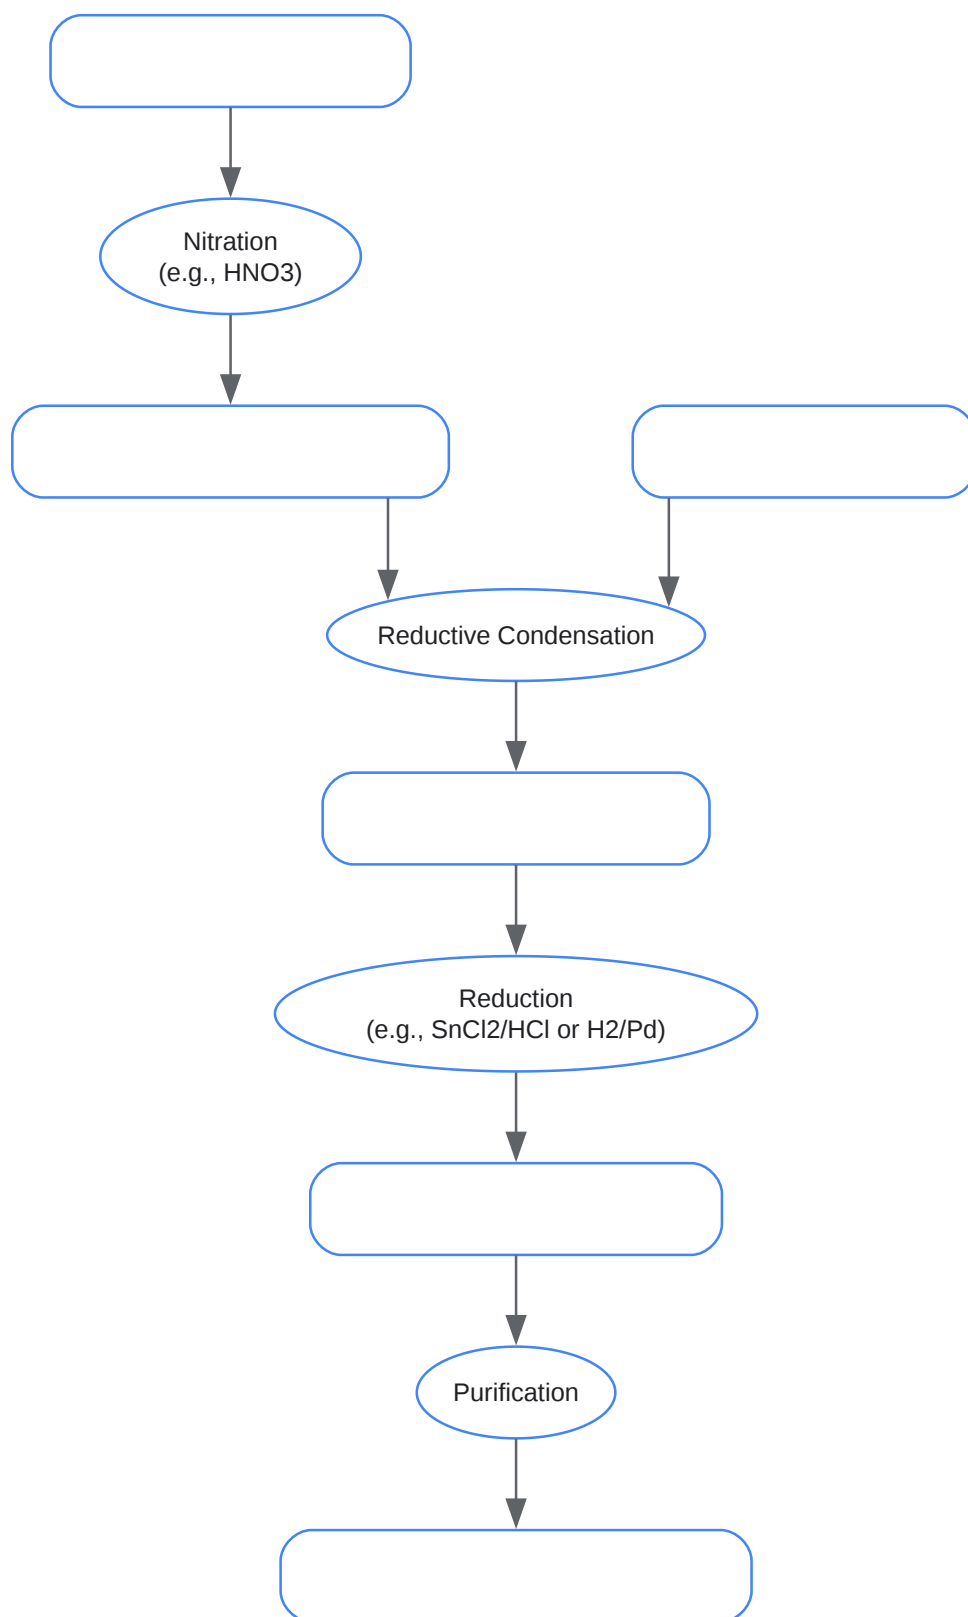 Nitration
(e.g., HNO3)
Reductive Condensation
Reduction
(e.g., SnCl2/HCl or H2/Pd)
Purification